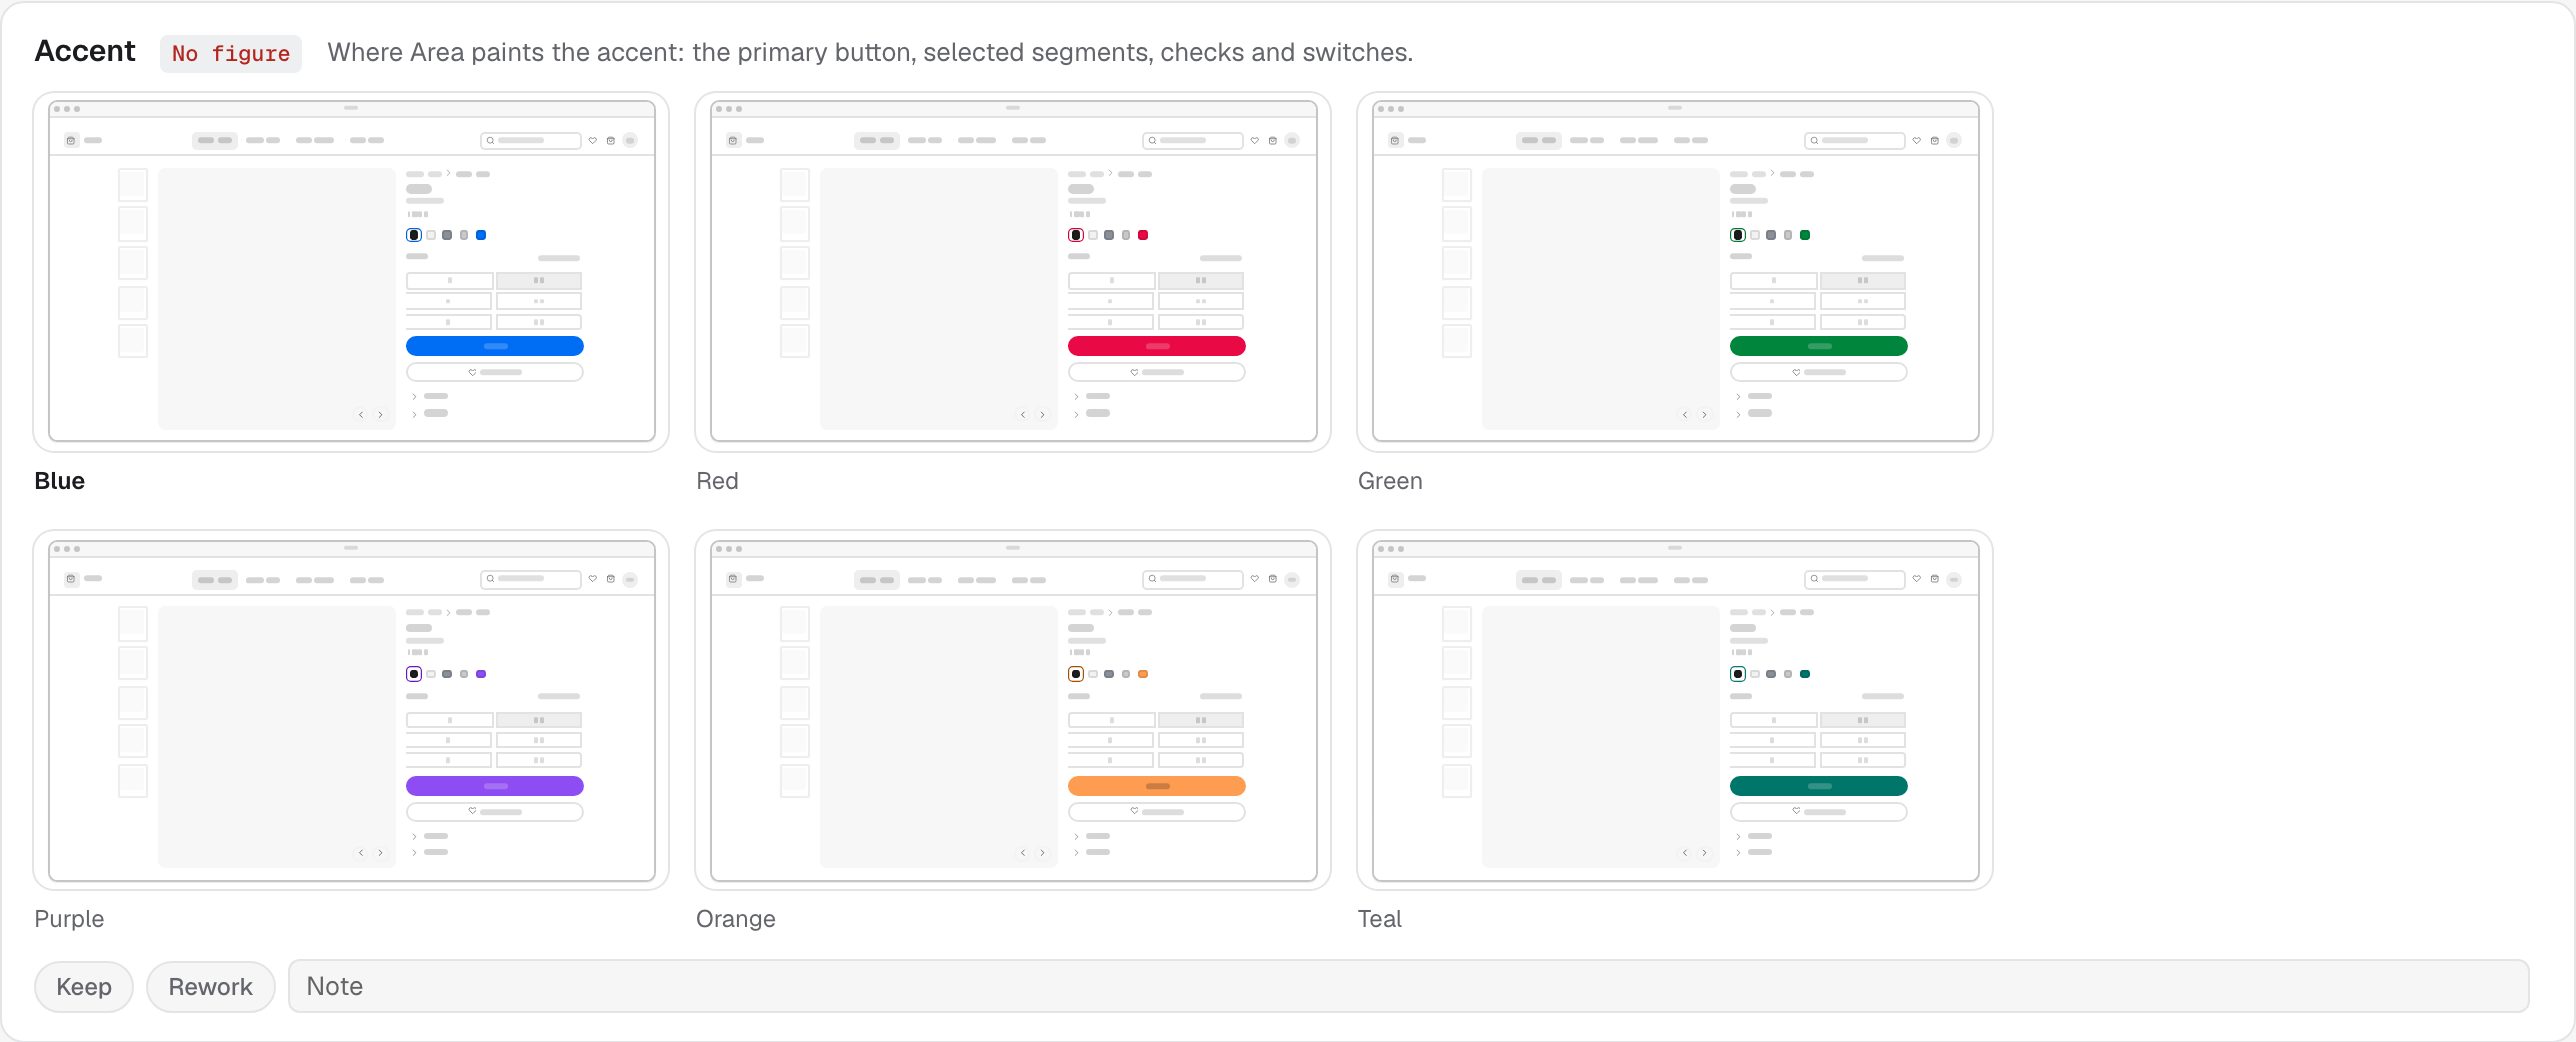 Accent No figure Where Area paints the accent: the primary button, selected segments, checks and switches.
Blue Red Green
Purple Orange Teal
Keep Rework Note